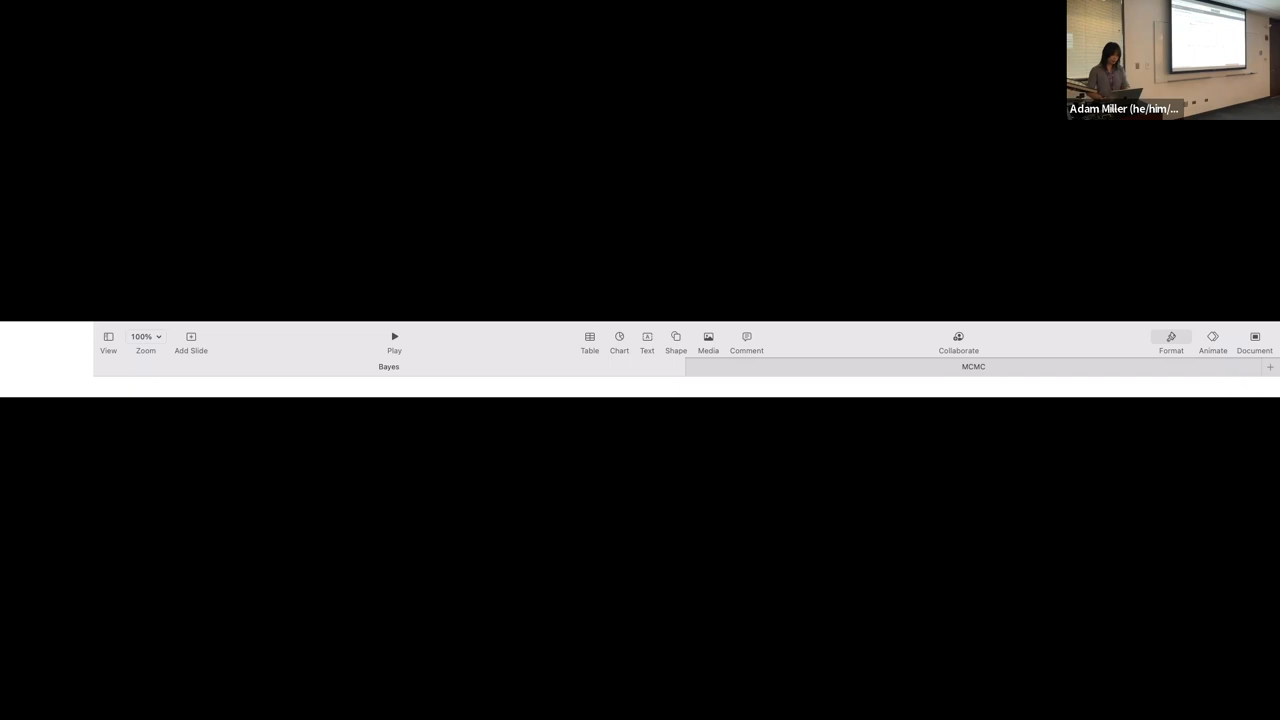 Adam Miller (he/him/...
100%
View Zoom Add Slide Play Table Chart Text Shape Media Comment Collaborate Format Animate Document
Bayes MCMC +